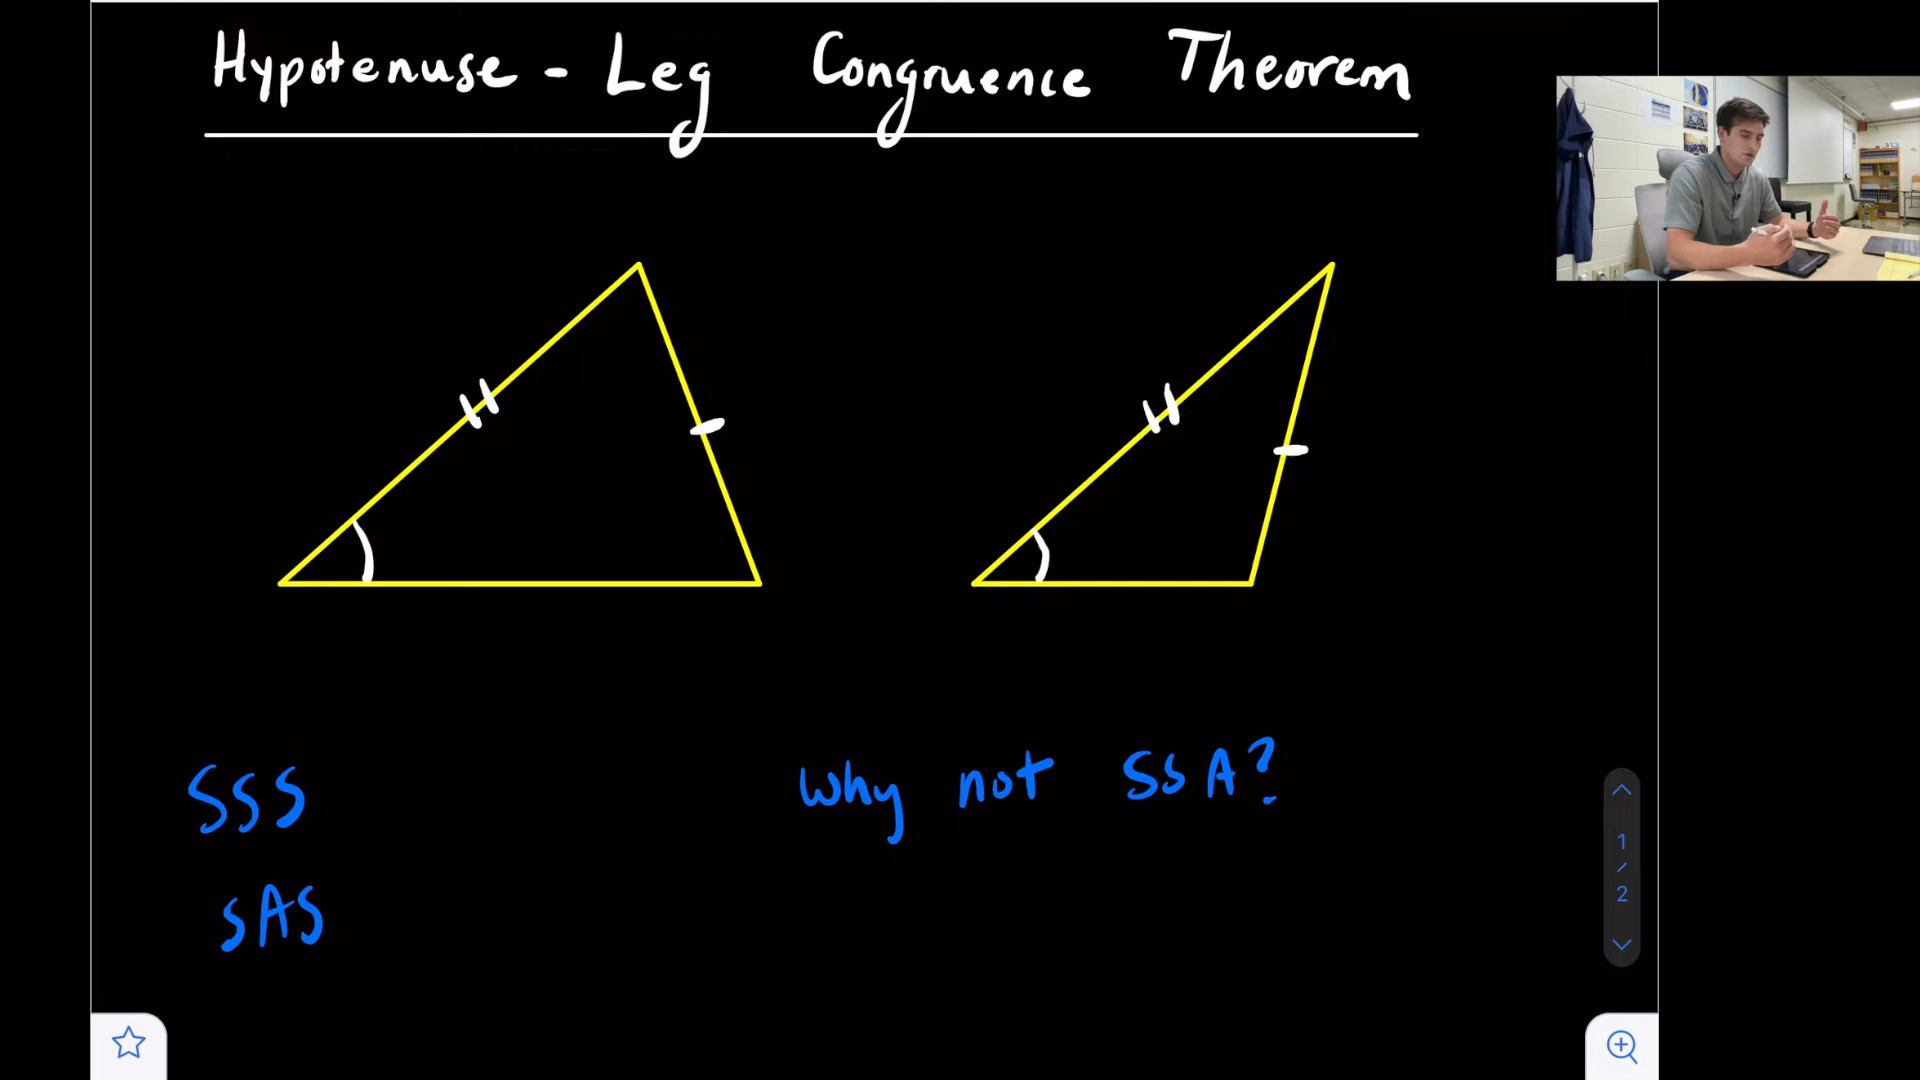 Hypotenuse - Leg Congruence Theorem
SSS
Why not SSA?
SAS
1
/
2